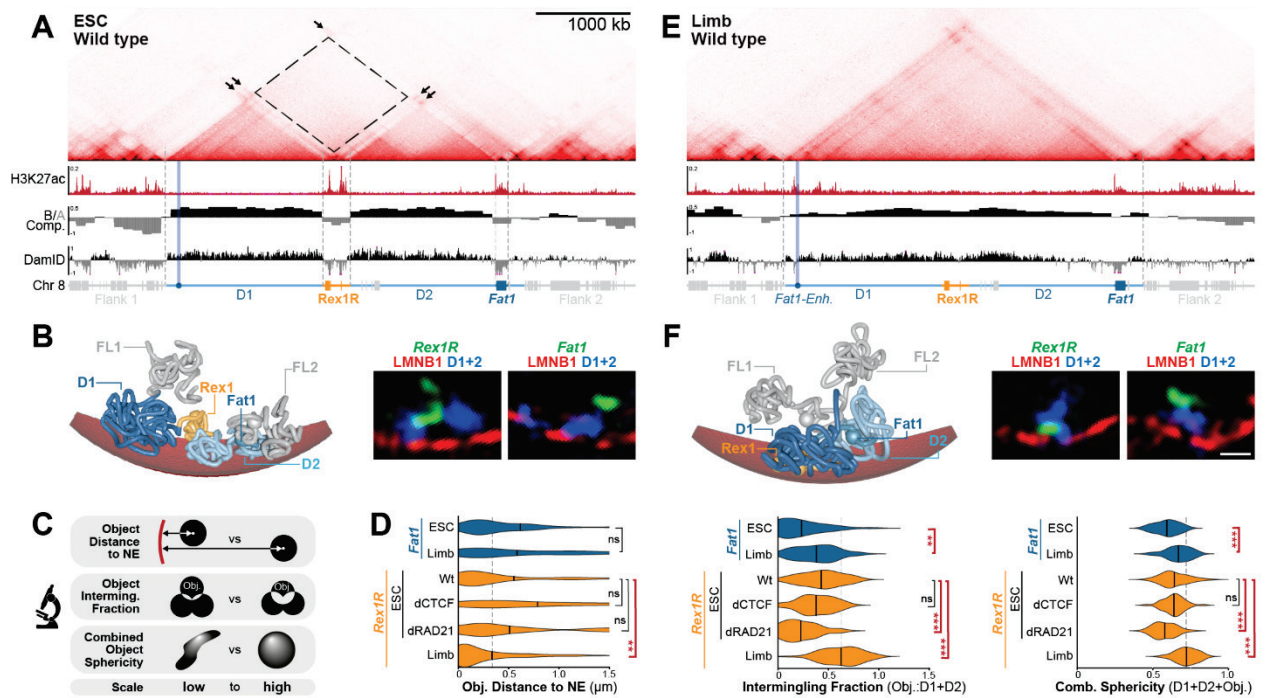 A ESC
Wild type
1000 kb
H3K27ac
0.2
B/A
Comp.
0.5
-1
DamID
1
-1
Chr 8
Flank 1
D1
Rex1R
D2
Fat1
Flank 2
E Limb
Wild type
0.2
0.5
-1
1
-1
Flank 1
Fat1-Enh.
D1
Rex1R
D2
Fat1
Flank 2
B
FL1
D1
Rex1
Fat1
FL2
D2
Rex1R
LMNB1 D1+2
Fat1
LMNB1 D1+2
F
FL1
FL2
D1
Rex1
Fat1
D2
Rex1R
LMNB1 D1+2
Fat1
LMNB1 D1+2
C
Object
Distance
to NE
vs
Object
Interming.
Fraction
Obj.
vs
Obj.
Combined
Object
Sphericity
vs
Scale low to high
D
Fat1
ESC
Limb
Rex1R
ESC
Wt
dCTCF
dRAD21
Limb
ns
ns
ns
**
0 0.5 1.0 1.5
Obj. Distance to NE (μm)
Fat1
ESC
Limb
Rex1R
ESC
Wt
dCTCF
dRAD21
Limb
**
ns
***
***
0 0.5 1.0 1.5
Intermingling Fraction (Obj.:D1+D2)
Fat1
ESC
Limb
Rex1R
ESC
Wt
dCTCF
dRAD21
Limb
***
ns
***
***
0 0.5 1.0
Comb. Sphericity (D1+D2+Obj.)